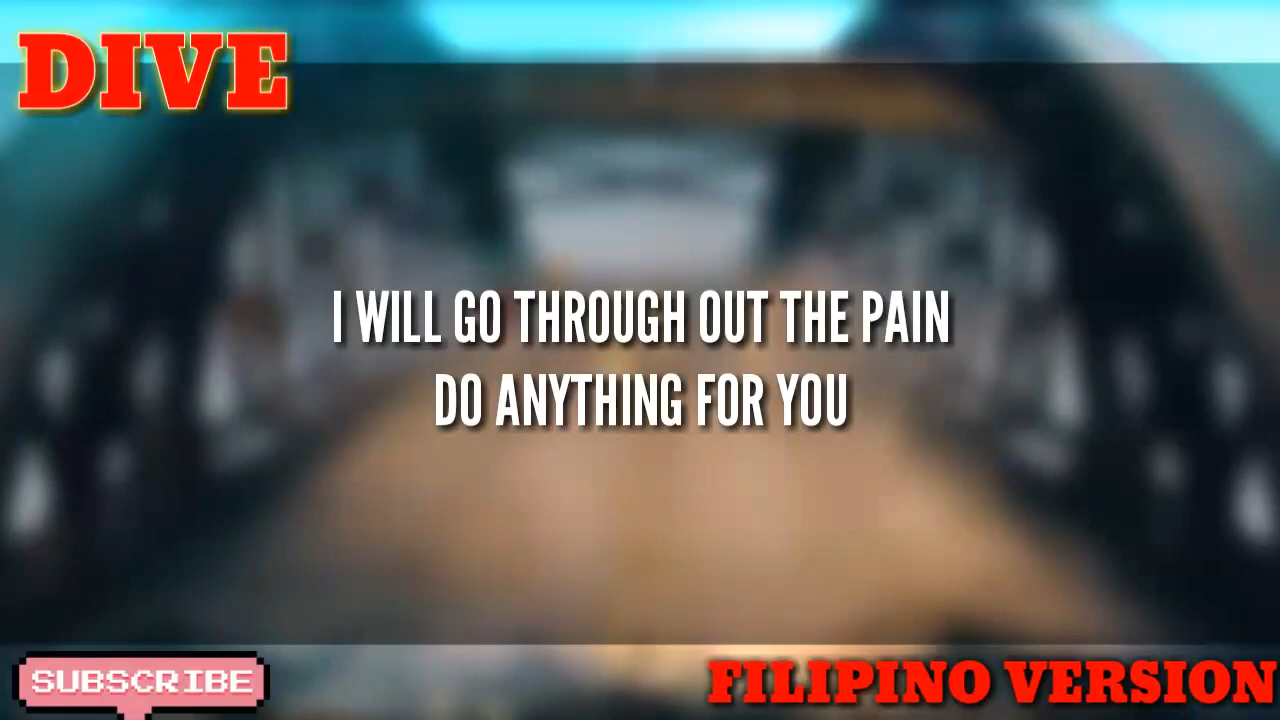 DIVE
I WILL GO THROUGH OUT THE PAIN
DO ANYTHING FOR YOU
SUBSCRIBE
FILIPINO VERSION